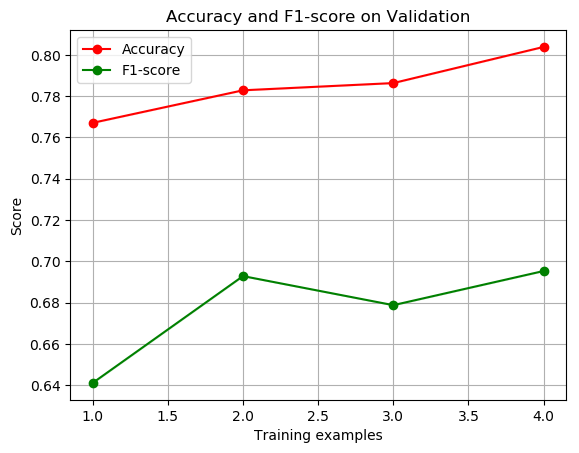 Accuracy and F1-score on Validation
Accuracy
F1-score
0.80
0.78
0.76
0.74
0.72
0.70
0.68
0.66
0.64
Score
1.0 1.5 2.0 2.5 3.0 3.5 4.0
Training examples